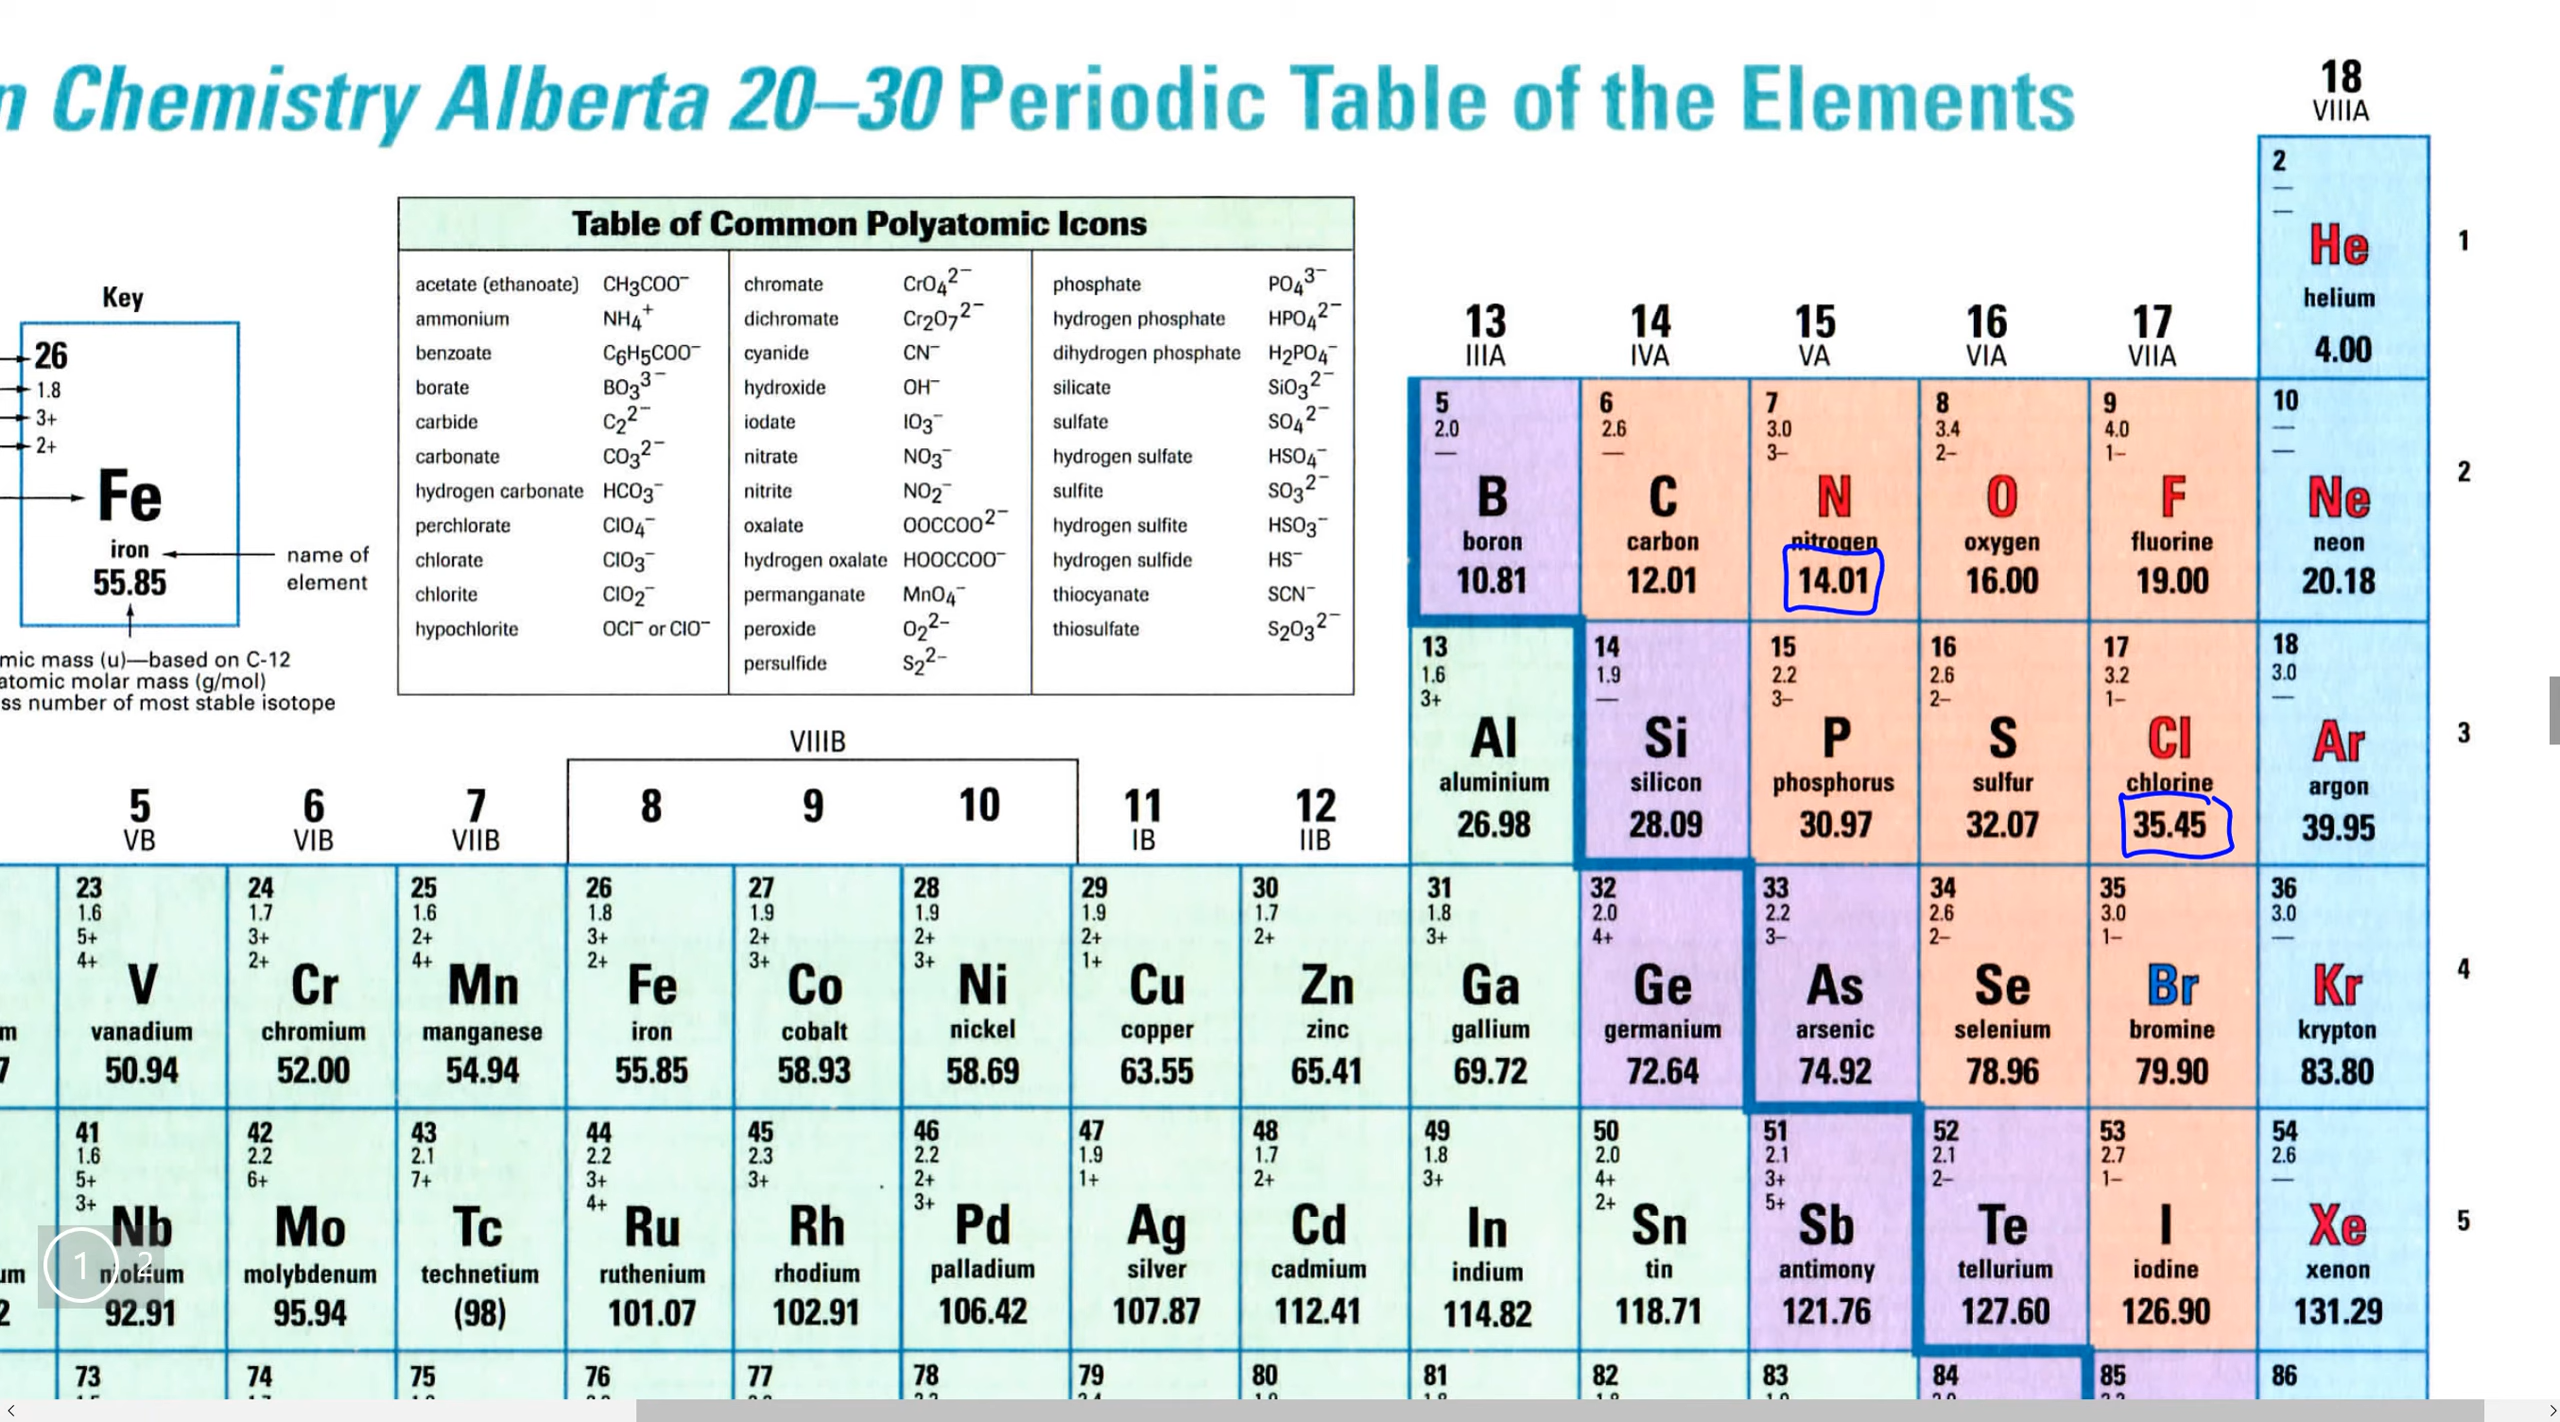 n Chemistry Alberta 20–30 Periodic Table of the Elements
18
VIIIA
Key
26
1.8
3+
2+
Fe
iron
55.85
name of
element
mic mass (u)—based on C-12
atomic molar mass (g/mol)
ss number of most stable isotope
Table of Common Polyatomic Icons
acetate (ethanoate) CH3COO⁻
ammonium NH4⁺
benzoate C6H5COO⁻
borate BO3³⁻
carbide C2²⁻
carbonate CO3²⁻
hydrogen carbonate HCO3⁻
perchlorate ClO4⁻
chlorate ClO3⁻
chlorite ClO2⁻
hypochlorite OCl⁻ or ClO⁻
chromate CrO4²⁻
dichromate Cr2O7²⁻
cyanide CN⁻
hydroxide OH⁻
iodate IO3⁻
nitrate NO3⁻
nitrite NO2⁻
oxalate OOCCOO²⁻
hydrogen oxalate HOOCCOO⁻
permanganate MnO4⁻
peroxide O2²⁻
persulfide S2²⁻
phosphate PO4³⁻
hydrogen phosphate HPO4²⁻
dihydrogen phosphate H2PO4⁻
silicate SiO3²⁻
sulfate SO4²⁻
hydrogen sulfate HSO4⁻
sulfite SO3²⁻
hydrogen sulfite HSO3⁻
hydrogen sulfide HS⁻
thiocyanate SCN⁻
thiosulfate S2O3²⁻
2
—
—
He
helium
4.00
1
13 14 15 16 17
IIIA IVA VA VIA VIIA
5 6 7 8 9 10
2.0 2.6 3.0 3.4 4.0 —
— — 3– 2– 1– —
B C N O F Ne
boron carbon nitrogen oxygen fluorine neon
10.81 12.01 14.01 16.00 19.00 20.18
2
13 14 15 16 17 18
1.6 1.9 2.2 2.6 3.2 3.0
3+ — 3– 2– 1– —
Al Si P S Cl Ar
aluminium silicon phosphorus sulfur chlorine argon
26.98 28.09 30.97 32.07 35.45 39.95
3
VIIIB
5 6 7 8 9 10 11 12
VB VIB VIIB IB IIB
23 24 25 26 27 28 29 30 31 32 33 34 35 36
1.6 1.7 1.6 1.8 1.9 1.9 1.9 1.7 1.8 2.0 2.2 2.6 3.0 3.0
5+ 3+ 2+ 3+ 2+ 2+ 2+ 2+ 3+ 4+ 3– 2– 1– —
4+ 2+ 4+ 2+ 3+ 3+ 1+
V Cr Mn Fe Co Ni Cu Zn Ga Ge As Se Br Kr
m vanadium chromium manganese iron cobalt nickel copper zinc gallium germanium arsenic selenium bromine krypton
7 50.94 52.00 54.94 55.85 58.93 58.69 63.55 65.41 69.72 72.64 74.92 78.96 79.90 83.80
4
41 42 43 44 45 46 47 48 49 50 51 52 53 54
1.6 2.2 2.1 2.2 2.3 2.2 1.9 1.7 1.8 2.0 2.1 2.1 2.7 2.6
5+ 6+ 7+ 3+ 3+ 2+ 1+ 2+ 3+ 4+ 3+ 2– 1– —
3+ 4+ 3+ 2+ 5+
Nb Mo Tc Ru Rh Pd Ag Cd In Sn Sb Te I Xe
um niobium molybdenum technetium ruthenium rhodium palladium silver cadmium indium tin antimony tellurium iodine xenon
2 92.91 95.94 (98) 101.07 102.91 106.42 107.87 112.41 114.82 118.71 121.76 127.60 126.90 131.29
5
1 2
73 74 75 76 77 78 79 80 81 82 83 84 85 86